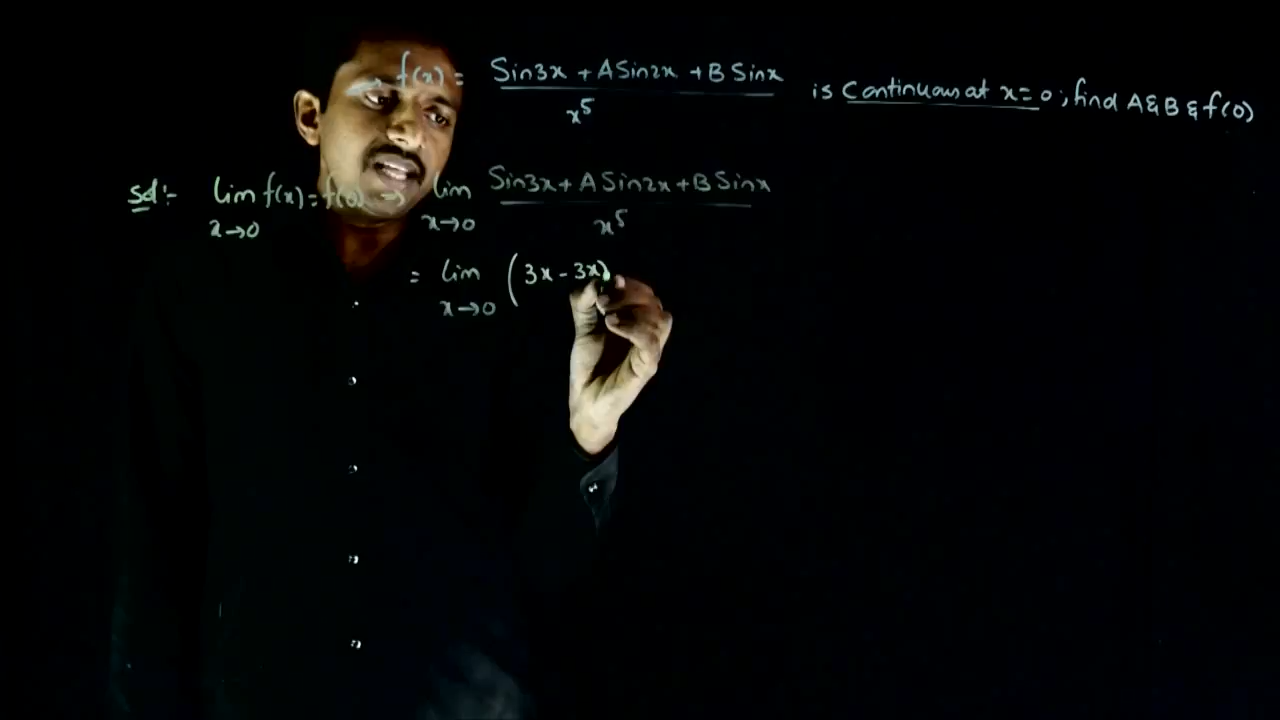 ⇒ f(x) = Sin3x + A Sin2x + B Sinx / x⁵ is Continuous at x = 0 ; find A & B & f(0)
Sol :- lim x→0 f(x) = f(0) ⇒ lim x→0 Sin3x + A Sin2x + B Sinx / x⁵
= lim x→0 (3x - 3x)